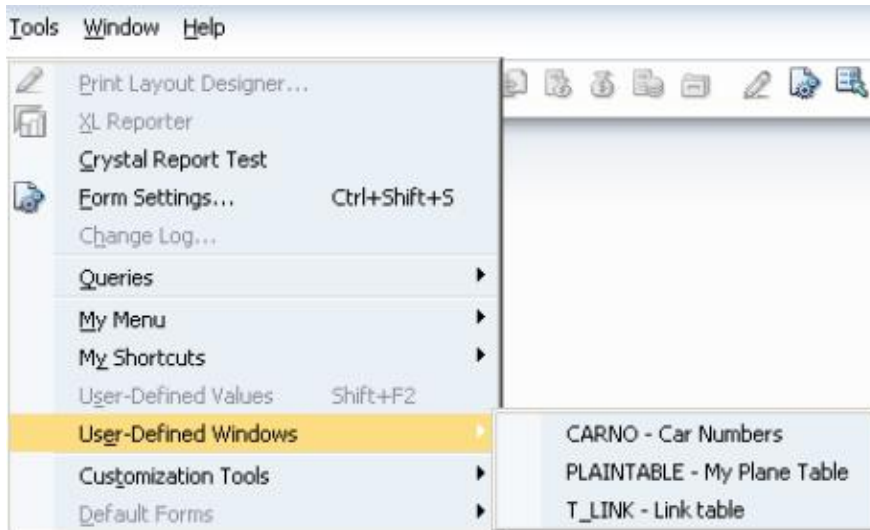 Tools Window Help
Print Layout Designer...
XL Reporter
Crystal Report Test
Form Settings... Ctrl+Shift+S
Change Log...
Queries
My Menu
My Shortcuts
User-Defined Values Shift+F2
User-Defined Windows
CARNO - Car Numbers
Customization Tools
PLAINTABLE - My Plane Table
Default Forms
T_LINK - Link table